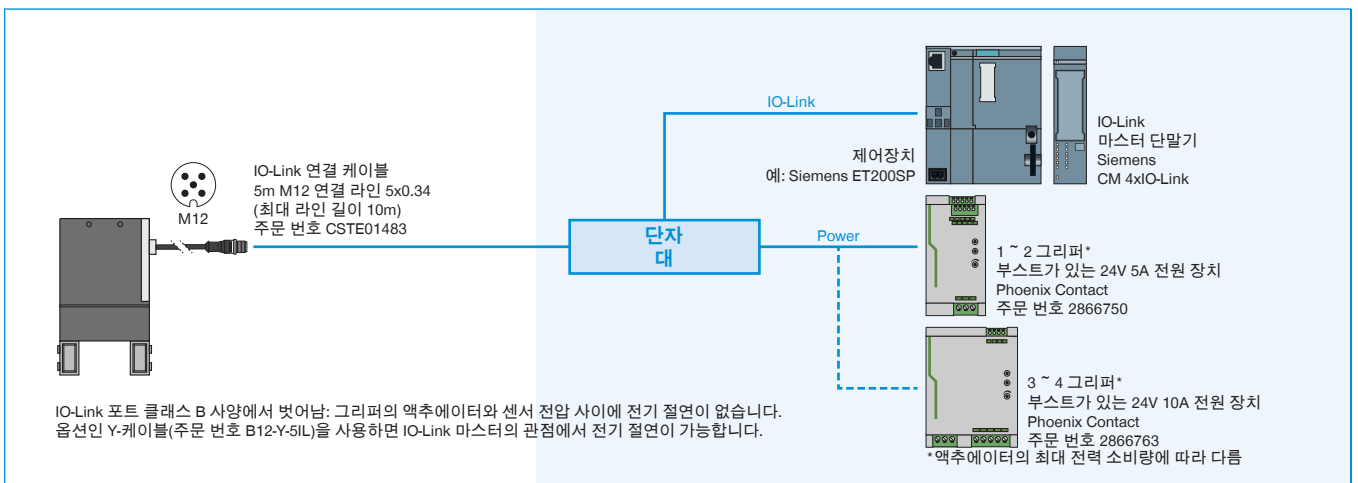 M12
IO-Link 연결 케이블
5m M12 연결 라인 5x0.34
(최대 라인 길이 10m)
주문 번호 CSTE01483
단자
대
IO-Link
제어장치
예: Siemens ET200SP
IO-Link
마스터 단말기
Siemens
CM 4xIO-Link
Power
1 ~ 2 그리퍼*
부스트가 있는 24V 5A 전원 장치
Phoenix Contact
주문 번호 2866750
3 ~ 4 그리퍼*
부스트가 있는 24V 10A 전원 장치
Phoenix Contact
주문 번호 2866763
*액추에이터의 최대 전력 소비량에 따라 다름
IO-Link 포트 클래스 B 사양에서 벗어남: 그리퍼의 액추에이터와 센서 전압 사이에 전기 절연이 없습니다.
옵션인 Y-케이블(주문 번호 B12-Y-5IL)을 사용하면 IO-Link 마스터의 관점에서 전기 절연이 가능합니다.